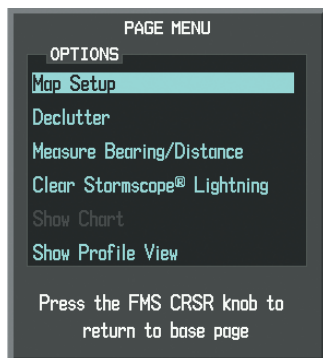 PAGE MENU
OPTIONS
Map Setup
Declutter
Measure Bearing/Distance
Clear Stormscope® Lightning
Show Chart
Show Profile View
Press the FMS CRSR knob to
return to base page